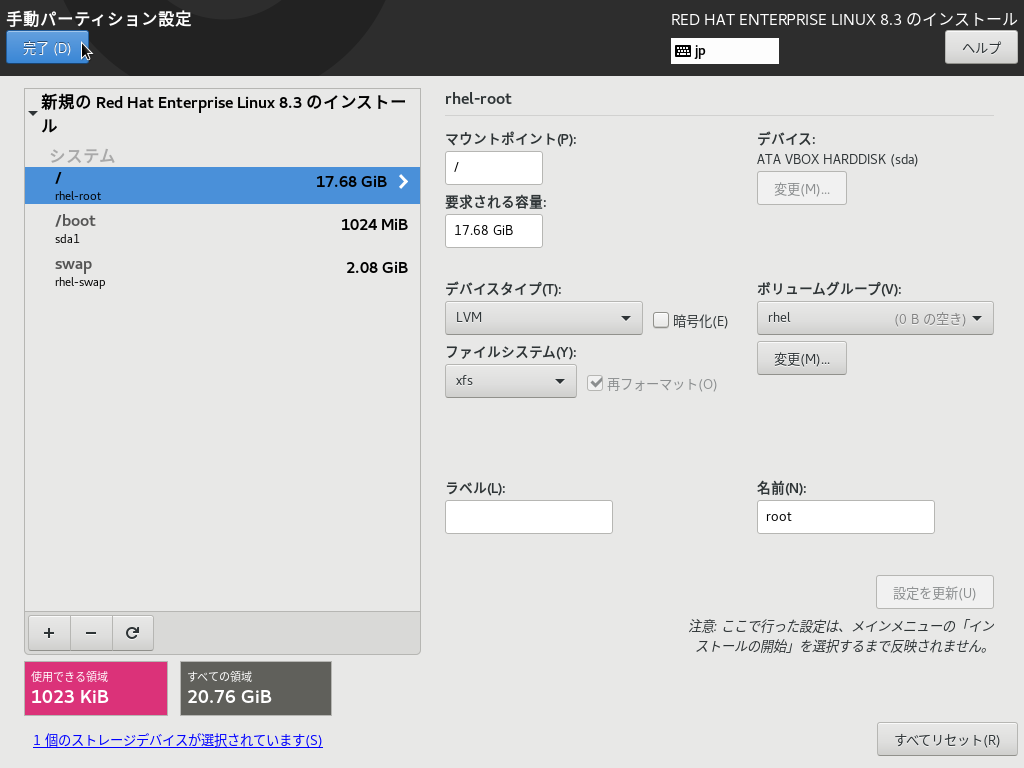 手動パーティション設定
RED HAT ENTERPRISE LINUX 8.3 のインストール
完了 (D)
jp
ヘルプ
新規の Red Hat Enterprise Linux 8.3 のインストー
ル
システム
/
17.68 GiB
rhel-root
/boot
1024 MiB
sda1
swap
2.08 GiB
rhel-swap
+
−
使用できる領域
1023 KiB
すべての領域
20.76 GiB
1 個のストレージデバイスが選択されています(S)
rhel-root
マウントポイント(P):
/
要求される容量:
17.68 GiB
デバイス:
ATA VBOX HARDDISK (sda)
変更(M)...
デバイスタイプ(T):
LVM
暗号化(E)
ボリュームグループ(V):
rhel (0 B の空き)
変更(M)...
ファイルシステム(Y):
xfs
再フォーマット(O)
ラベル(L):
名前(N):
root
設定を更新(U)
注意: ここで行った設定は、メインメニューの「イン
ストールの開始」を選択するまで反映されません。
すべてリセット(R)